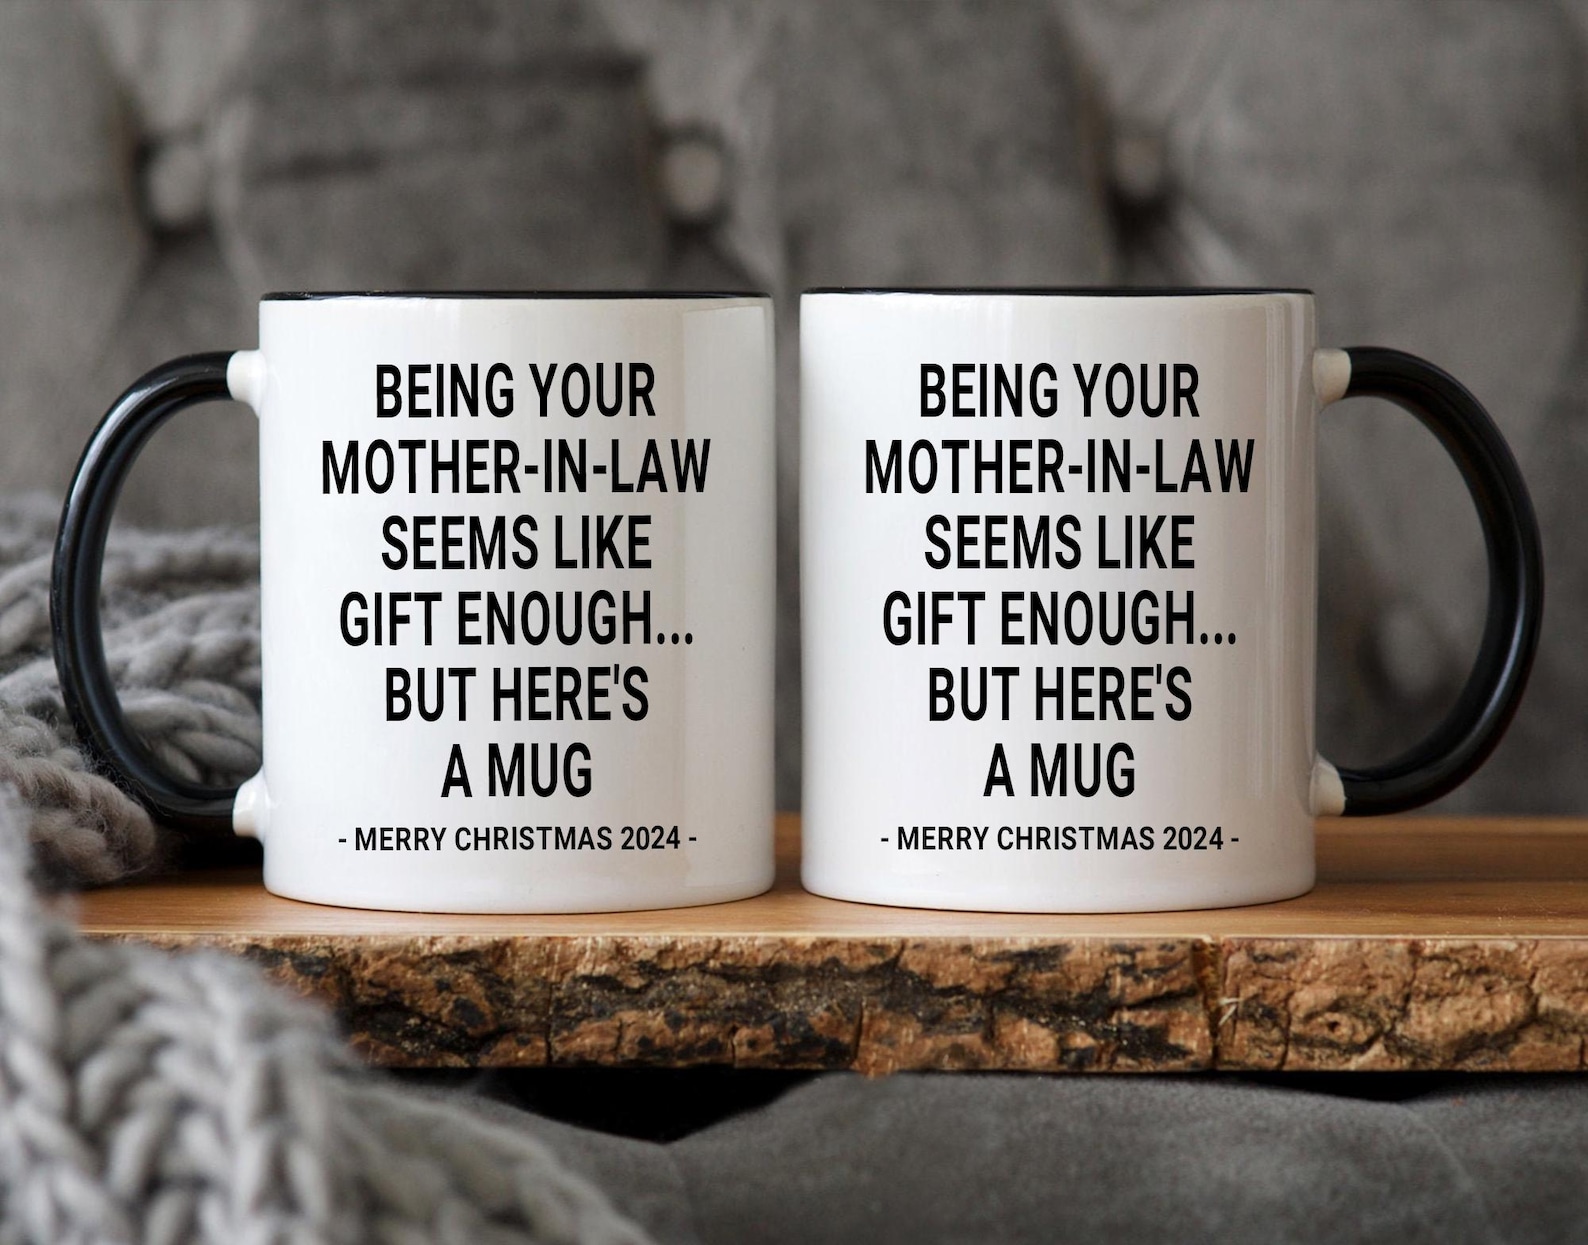 BEING YOUR
MOTHER-IN-LAW
SEEMS LIKE
GIFT ENOUGH...
BUT HERE'S
A MUG
- MERRY CHRISTMAS 2024 -
BEING YOUR
MOTHER-IN-LAW
SEEMS LIKE
GIFT ENOUGH...
BUT HERE'S
A MUG
- MERRY CHRISTMAS 2024 -